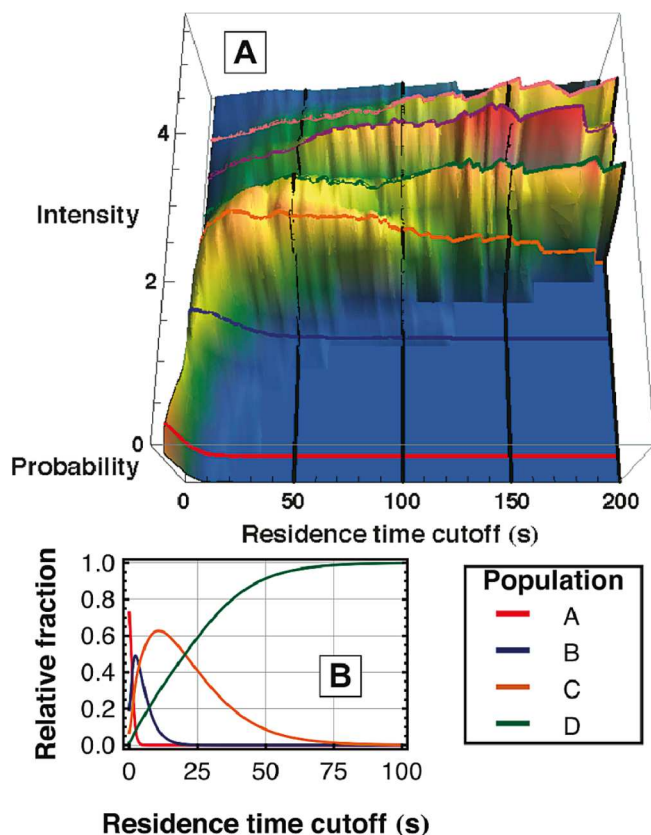 A
4
Intensity
2
0
Probability
0 50 100 150 200
Residence time cutoff (s)
1.0
0.8
0.6
0.4
0.2
0.0
Relative fraction
B
0 25 50 75 100
Residence time cutoff (s)
Population
A
B
C
D